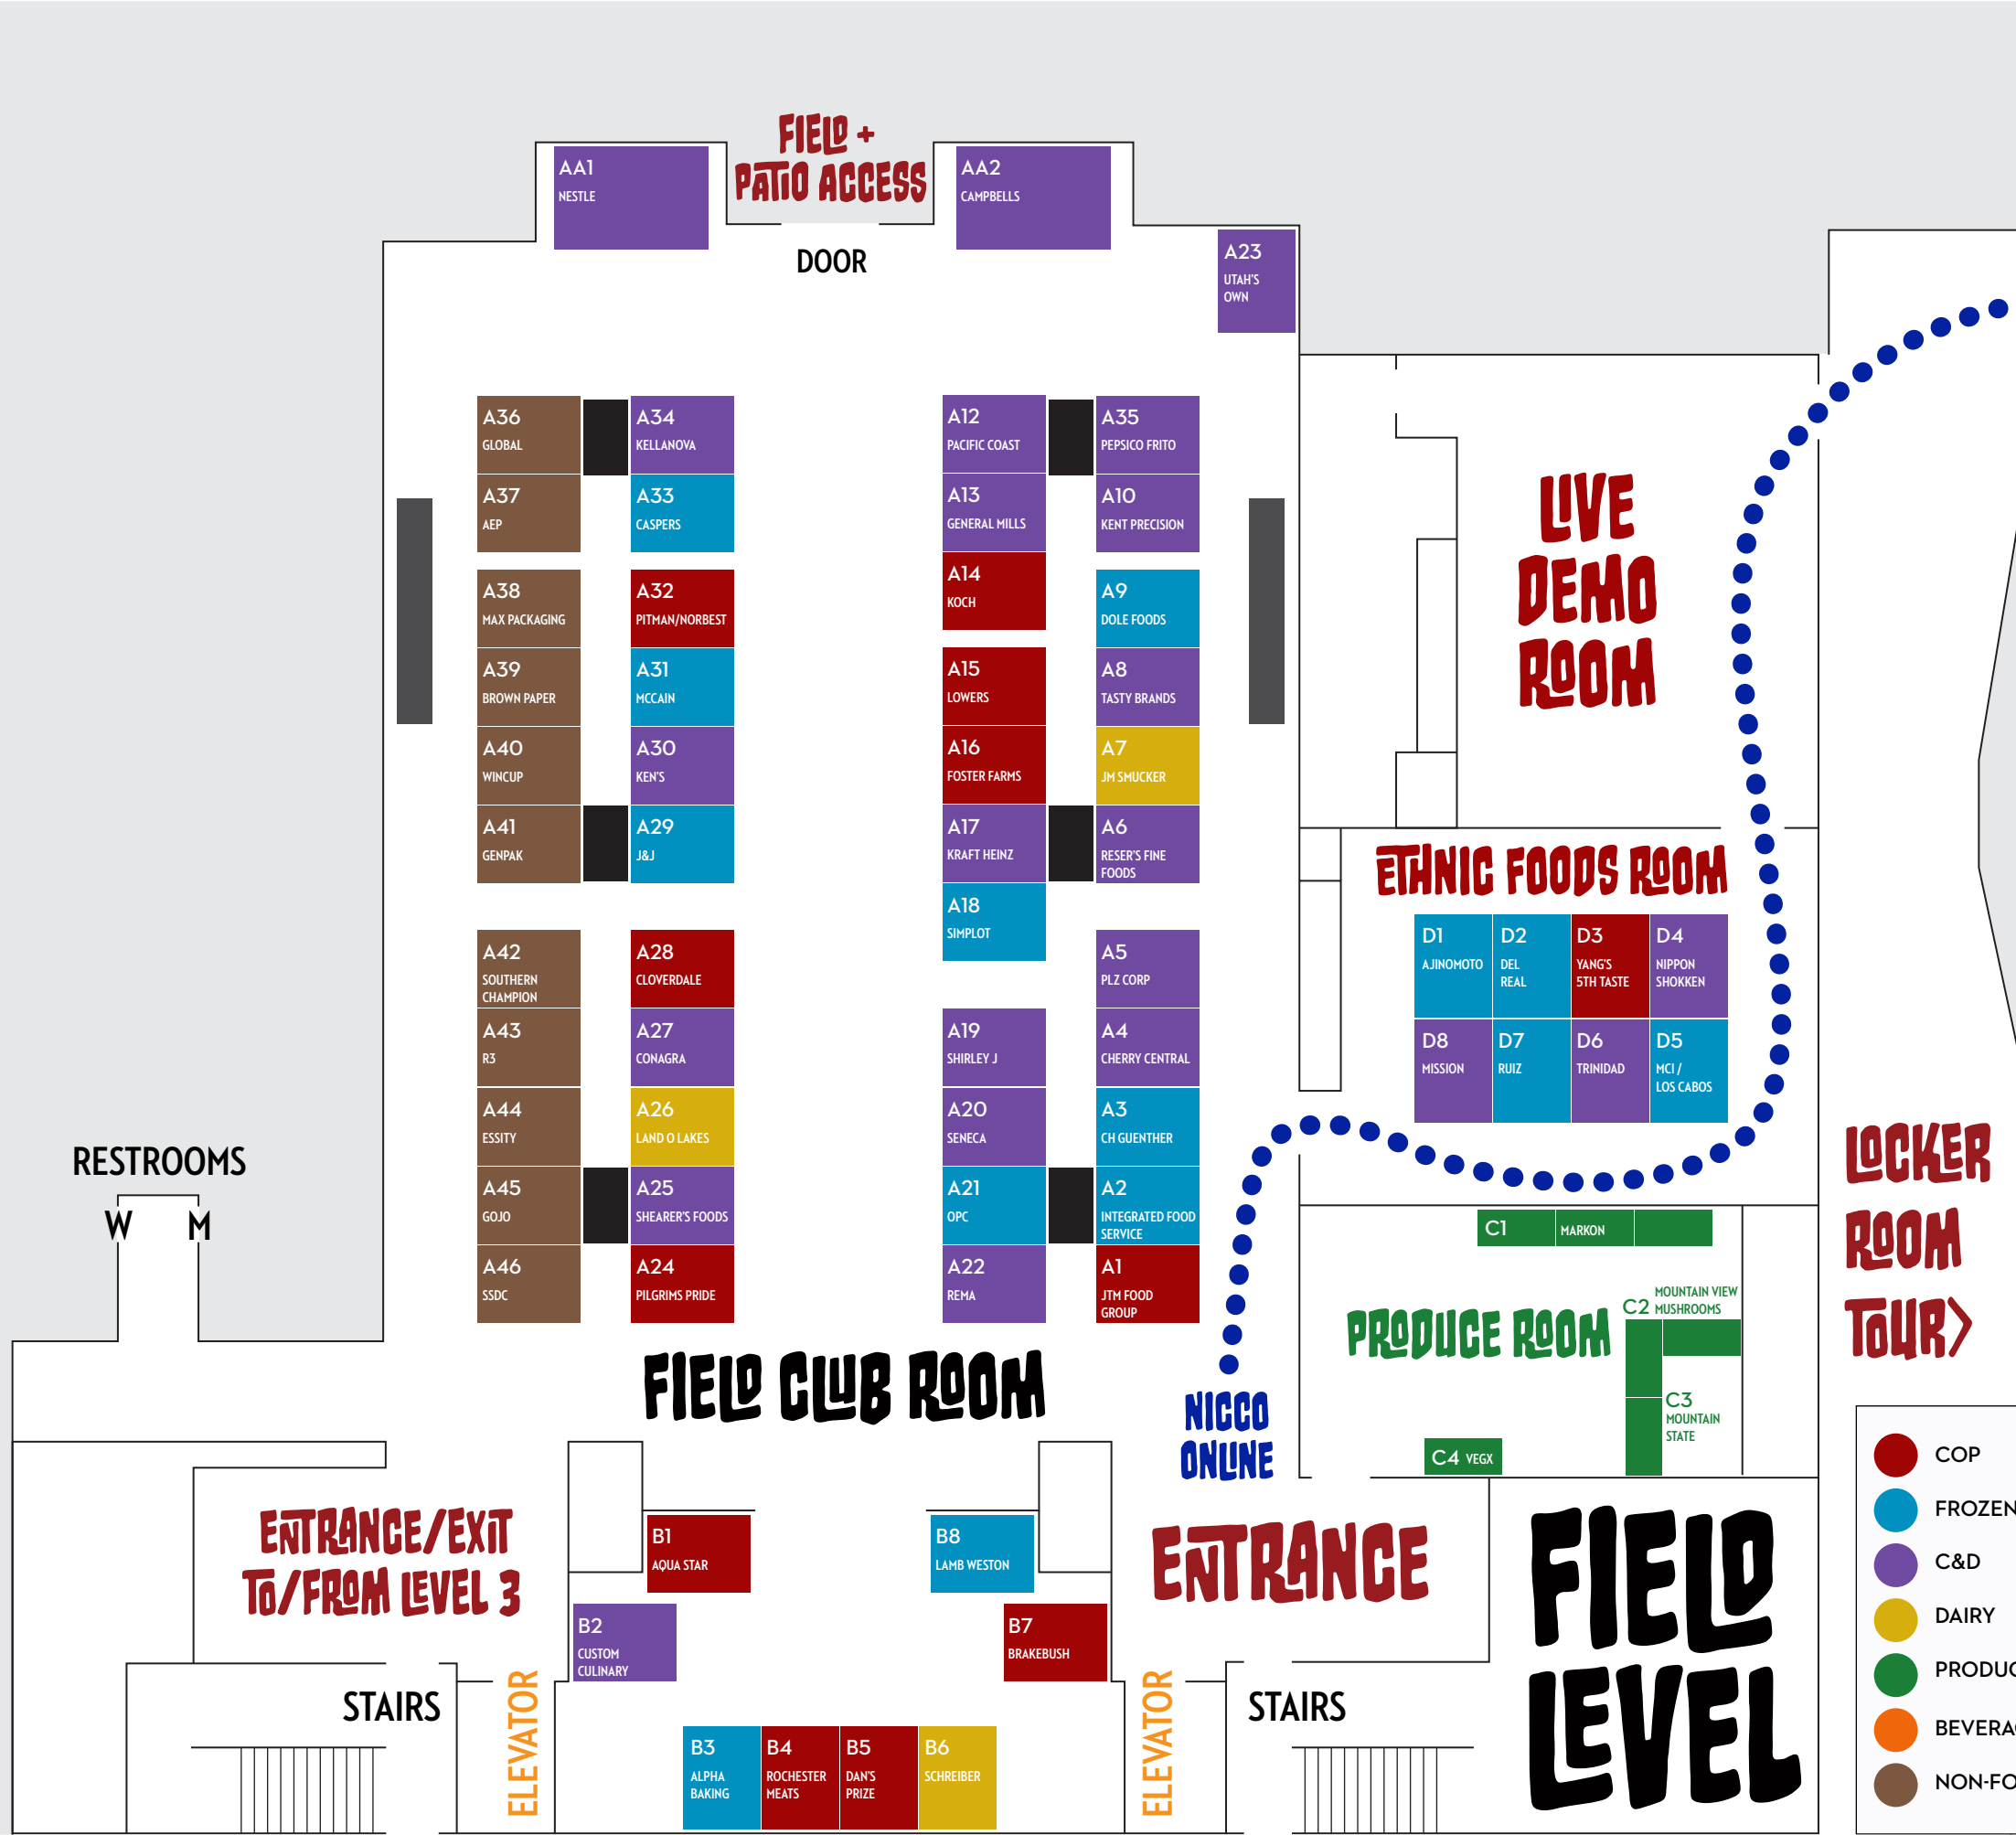 FIELD +
PATIO ACCESS
DOOR
AA1
NESTLE
AA2
CAMPBELLS
A23
UTAH'S
OWN
A36
GLOBAL
A37
AEP
A38
MAX PACKAGING
A39
BROWN PAPER
A40
WINCUP
A41
GENPAK
A42
SOUTHERN
CHAMPION
A43
R3
A44
ESSITY
A45
GOJO
A46
SSDC
A34
KELLANOVA
A33
CASPERS
A32
PITMAN/NORBEST
A31
MCCAIN
A30
KEN'S
A29
J&J
A28
CLOVERDALE
A27
CONAGRA
A26
LAND O LAKES
A25
SHEARER'S FOODS
A24
PILGRIMS PRIDE
A12
PACIFIC COAST
A13
GENERAL MILLS
A14
KOCH
A15
LOWERS
A16
FOSTER FARMS
A17
KRAFT HEINZ
A18
SIMPLOT
A19
SHIRLEY J
A20
SENECA
A21
OPC
A22
REMA
A35
PEPSICO FRITO
A10
KENT PRECISION
A9
DOLE FOODS
A8
TASTY BRANDS
A7
JM SMUCKER
A6
RESER'S FINE
FOODS
A5
PLZ CORP
A4
CHERRY CENTRAL
A3
CH GUENTHER
A2
INTEGRATED FOOD
SERVICE
A1
JTM FOOD
GROUP
LIVE
DEMO
ROOM
ETHNIC FOODS ROOM
D1
AJINOMOTO
D2
DEL
REAL
D3
YANG'S
5TH TASTE
D4
NIPPON
SHOKKEN
D8
MISSION
D7
RUIZ
D6
TRINIDAD
D5
MCI /
LOS CABOS
RESTROOMS
W M
LOCKER
ROOM
TOUR>
C1 MARKON
PRODUCE ROOM
C2 MOUNTAIN VIEW
MUSHROOMS
C3
MOUNTAIN
STATE
C4 VEGX
FIELD CLUB ROOM
NICCO
ONLINE
ENTRANCE/EXIT
TO/FROM LEVEL 3
ENTRANCE
B1
AQUA STAR
B8
LAMB WESTON
B2
CUSTOM
CULINARY
B7
BRAKEBUSH
STAIRS
ELEVATOR
B3
ALPHA
BAKING
B4
ROCHESTER
MEATS
B5
DAN'S
PRIZE
B6
SCHREIBER
ELEVATOR
STAIRS
FIELD
LEVEL
COP
FROZEN
C&D
DAIRY
PRODUC
BEVERA
NON-FO